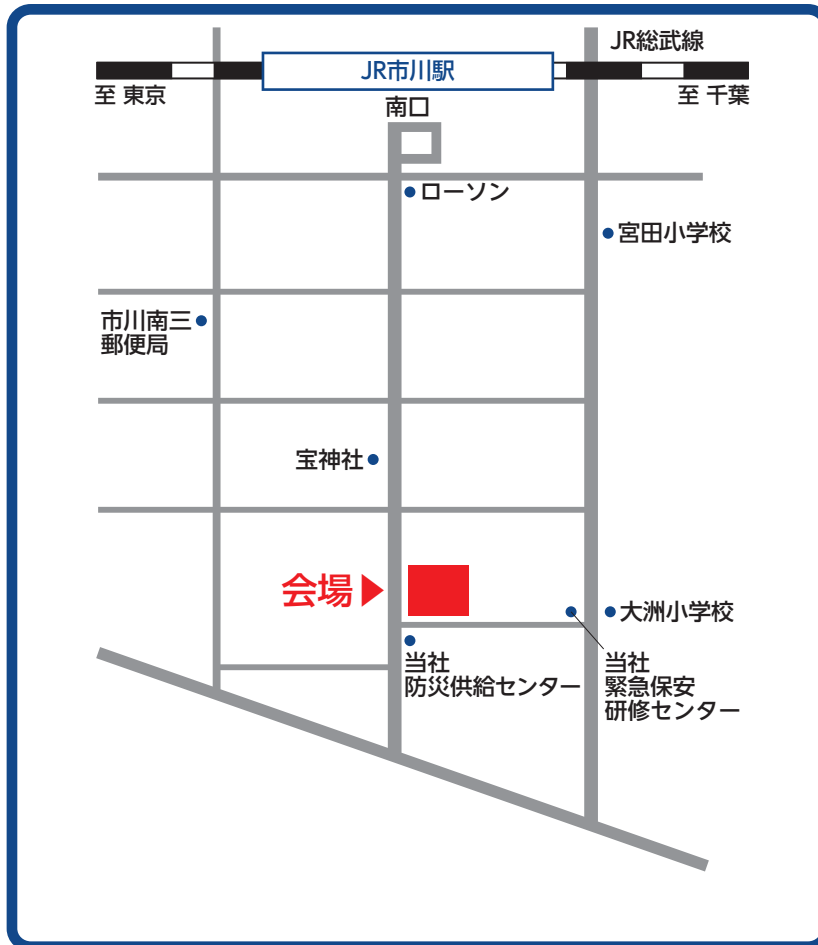 JR総武線
JR市川駅
至 東京
至 千葉
南口
ローソン
宮田小学校
市川南三
郵便局
宝神社
会場
大洲小学校
当社
防災供給センター
当社
緊急保安
研修センター